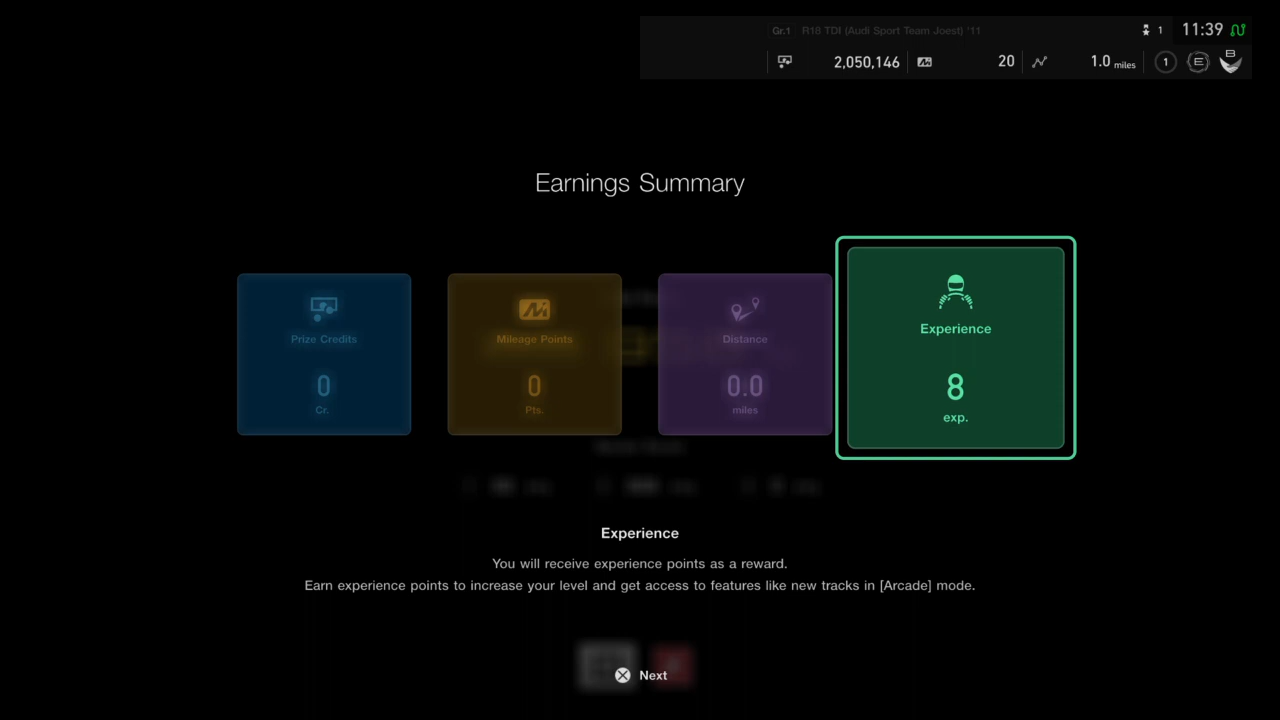 Gr.1 R18 TDI (Audi Sport Team Joest) '11
1 11:39
2,050,146 20 1.0 miles 1 E B
Earnings Summary
Prize Credits
0
Cr.
Mileage Points
0
Pts.
Distance
0.0
miles
Experience
8
exp.
Experience
You will receive experience points as a reward.
Earn experience points to increase your level and get access to features like new tracks in [Arcade] mode.
Next